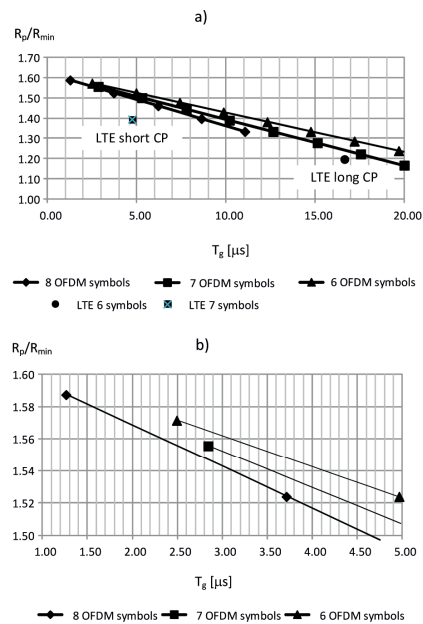 a)
Rp/Rmin
1.70
1.60
1.50
1.40
1.30
1.20
1.10
1.00
LTE short CP
LTE long CP
0.00 5.00 10.00 15.00 20.00
Tg [µs]
8 OFDM symbols 7 OFDM symbols 6 OFDM symbols
LTE 6 symbols LTE 7 symbols
Rp/Rmin b)
1.60
1.58
1.56
1.54
1.52
1.50
1.00 1.50 2.00 2.50 3.00 3.50 4.00 4.50 5.00
Tg [µs]
8 OFDM symbols 7 OFDM symbols 6 OFDM symbols